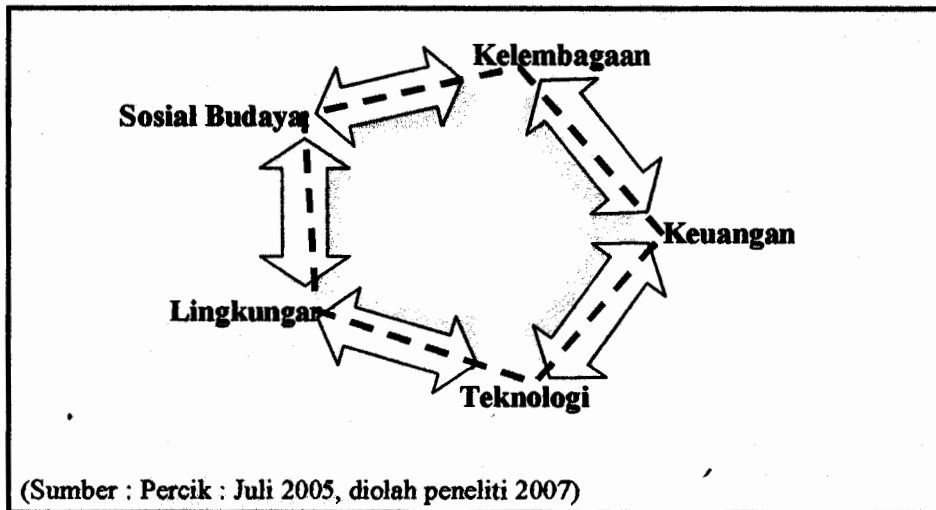 Kelembagaan
Sosial Budaya
Keuangan
Lingkungan
Teknologi
(Sumber : Percik : Juli 2005, diolah peneliti 2007)